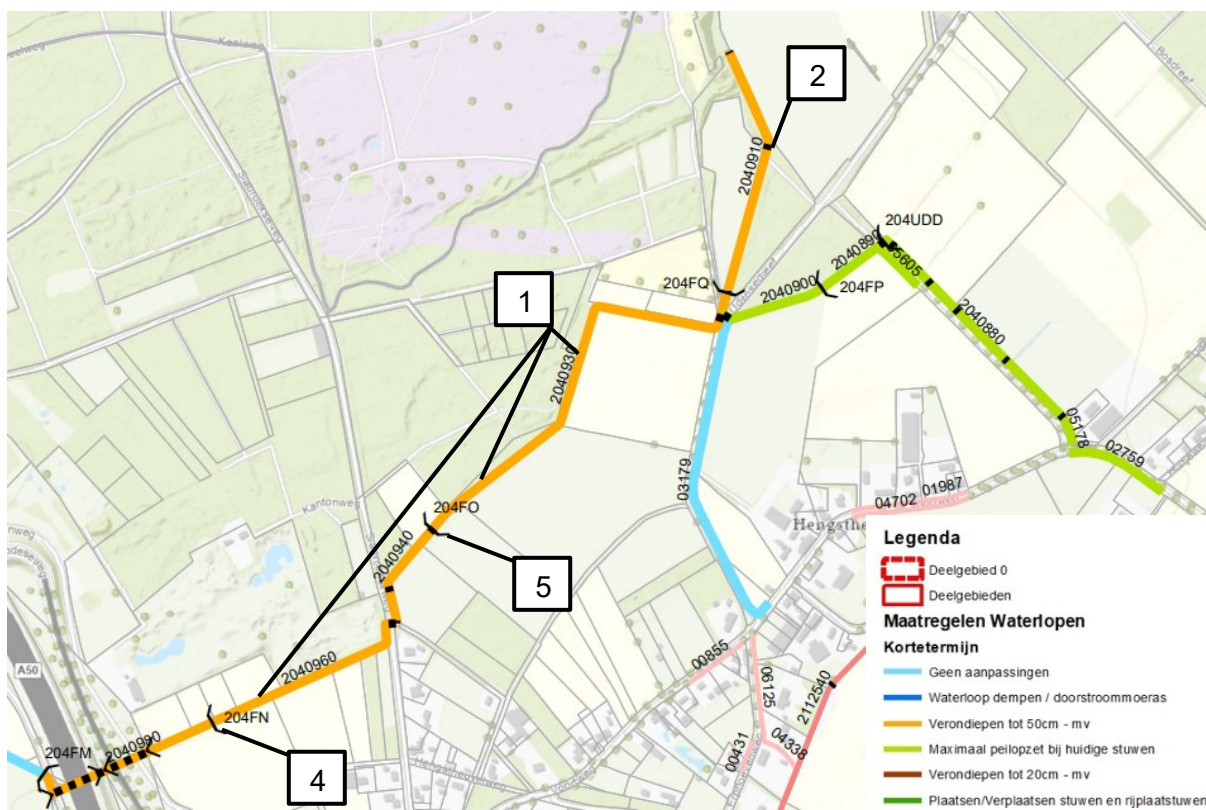 Bosdreef
2
2040910
204UDD
2040890
05605
204FQ
Udensedreef
2040900
204FP
1
2040880
2040930
05178
02759
03179
04702
01987
Kantonweg
204FO
Hengsthe
2040940
5
00855
06125
2112540
2040960
204FN
A50
204FM
2040990
4
00431
04338
Legenda
Deelgebied 0
Deelgebieden
Maatregelen Waterlopen
Kortetermijn
Geen aanpassingen
Waterloop dempen / doorstroommoeras
Verondiepen tot 50cm - mv
Maximaal peilopzet bij huidige stuwen
Verondiepen tot 20cm - mv
Plaatsen/Verplaatsen stuwen en rijplaatstuwen